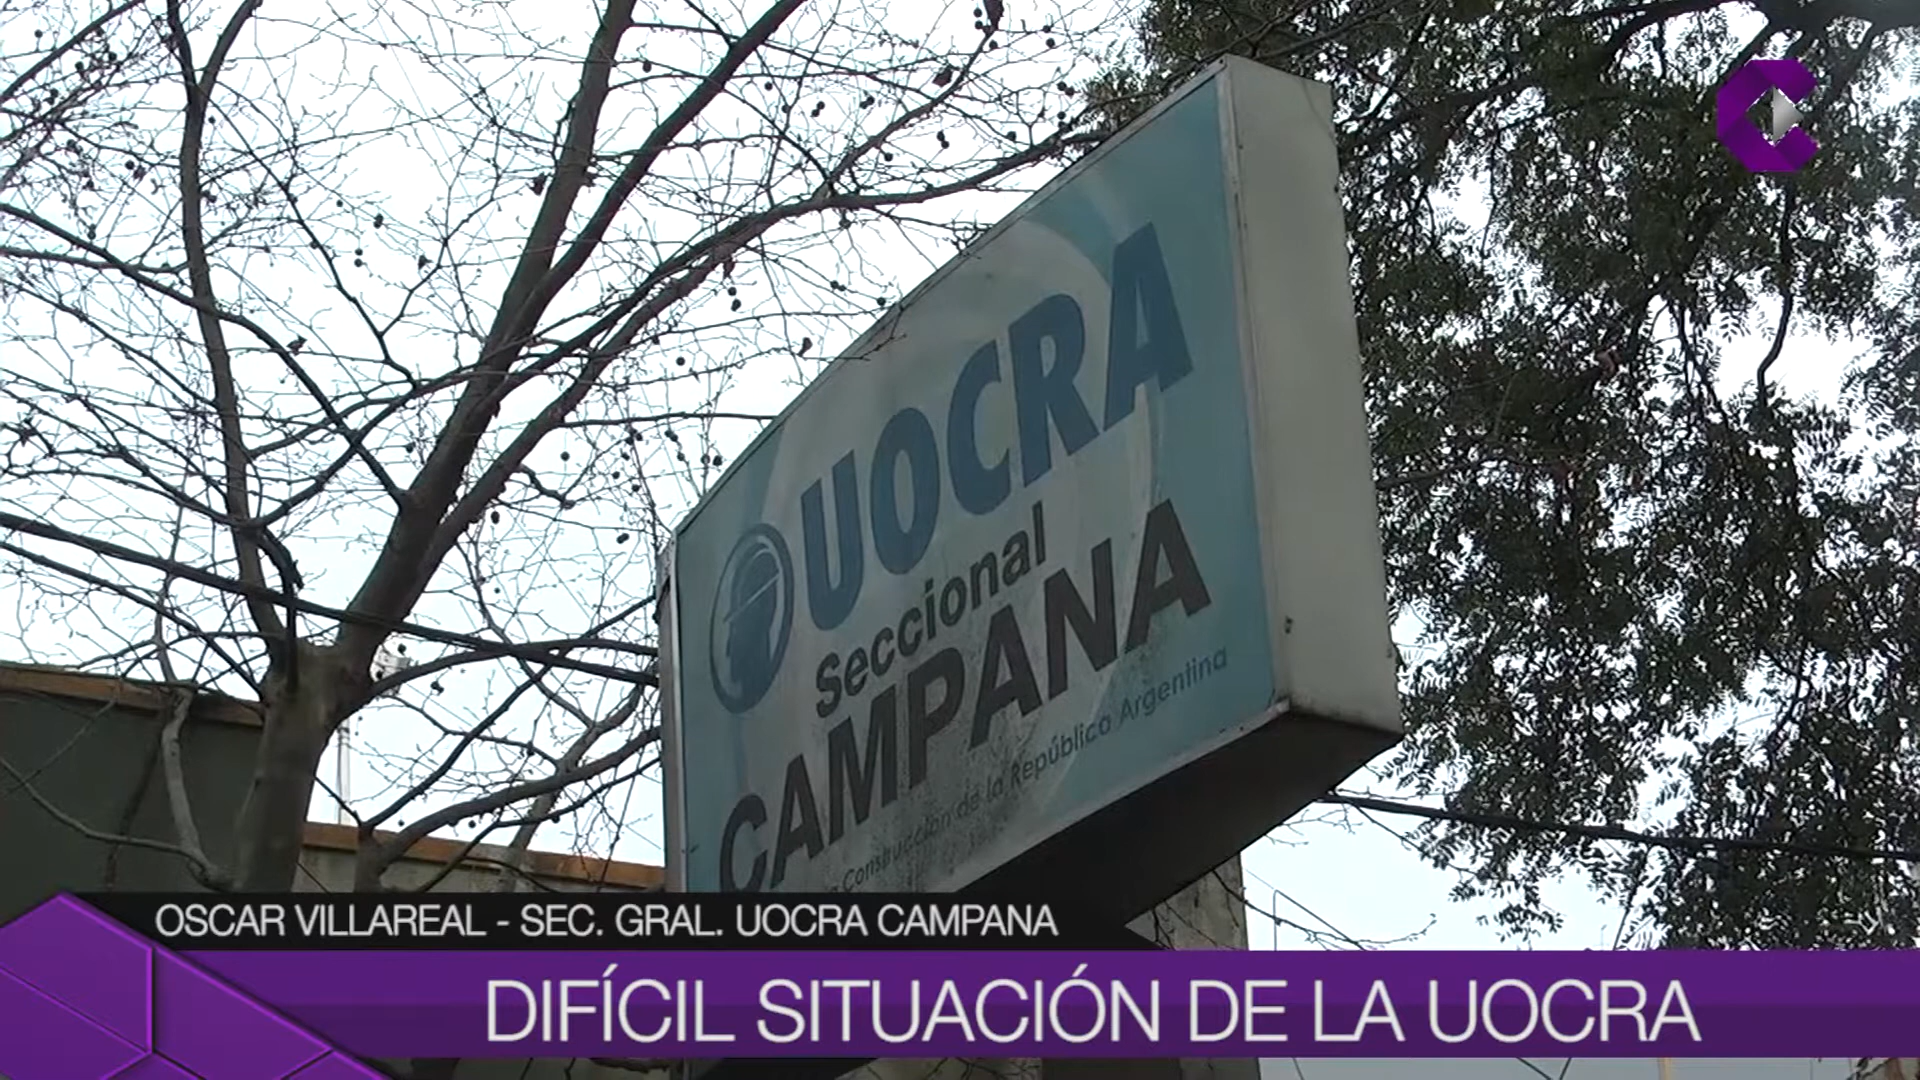 UOCRA
Seccional
CAMPANA
Construcción de la República Argentina
OSCAR VILLAREAL - SEC. GRAL. UOCRA CAMPANA
DIFÍCIL SITUACIÓN DE LA UOCRA